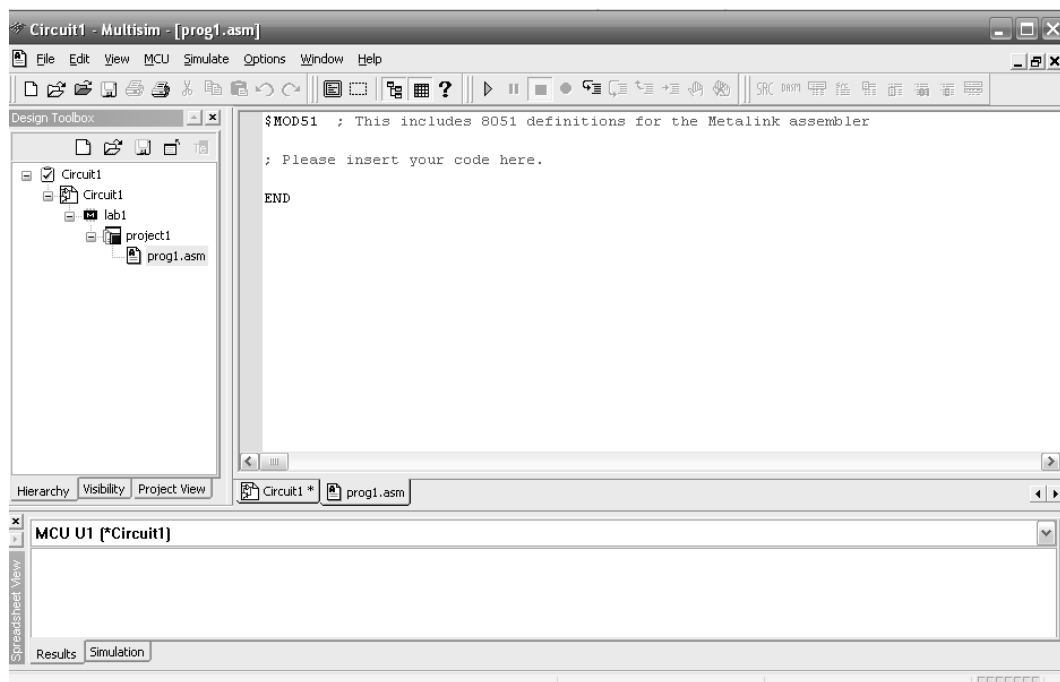 Circuit1 - Multisim - [prog1.asm]
File Edit View MCU Simulate Options Window Help
SRC DASM
Design Toolbox
Circuit1
Circuit1
lab1
project1
prog1.asm
Hierarchy Visibility Project View
$MOD51 ; This includes 8051 definitions for the Metalink assembler
; Please insert your code here.
END
Circuit1 * prog1.asm
MCU U1 (*Circuit1)
Spreadsheet View
Results Simulation